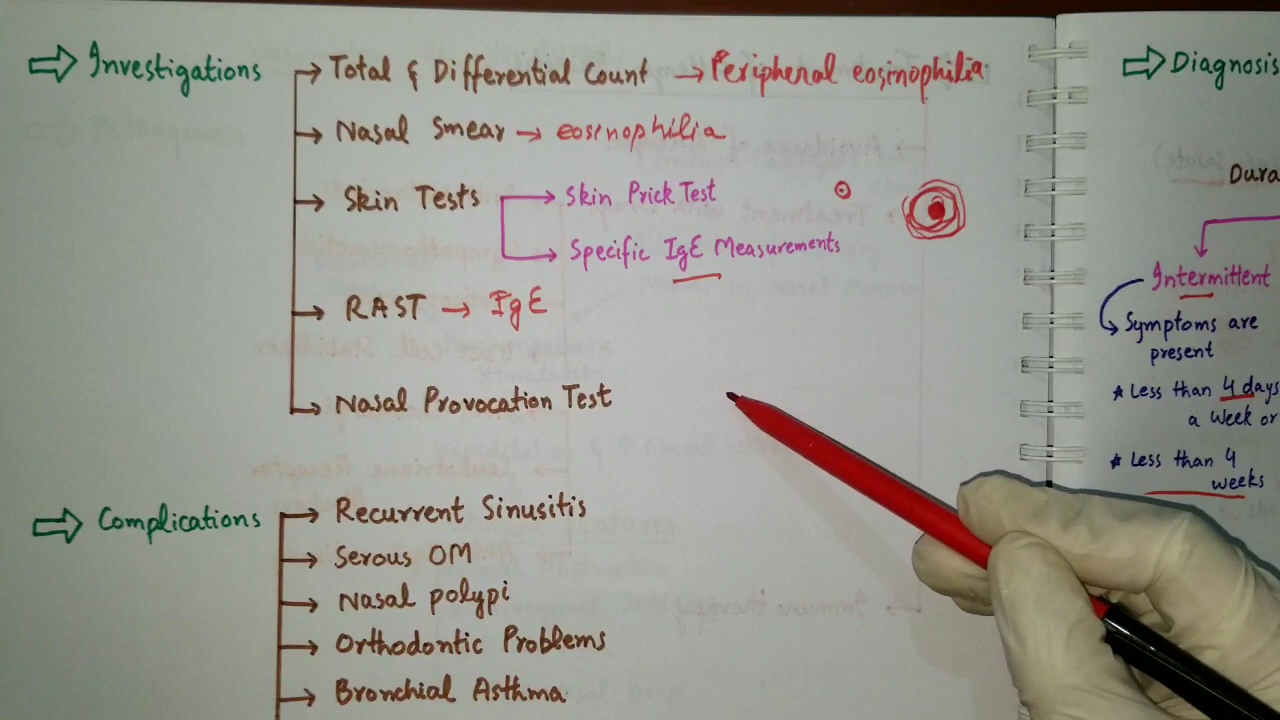 ⇒ Investigations
→ Total & Differential Count → Peripheral eosinophilia
→ Nasal Smear → eosinophilia
→ Skin Tests
→ Skin Prick Test
→ Specific IgE Measurements
→ RAST → IgE
→ Nasal Provocation Test
⇒ Complications
→ Recurrent Sinusitis
→ Serous OM
→ Nasal polypi
→ Orthodontic Problems
→ Bronchial Asthma
⇒ Diagnosis
Dura
Intermittent
Symptoms are
present
* Less than 4 days
a week or
* Less than 4
weeks